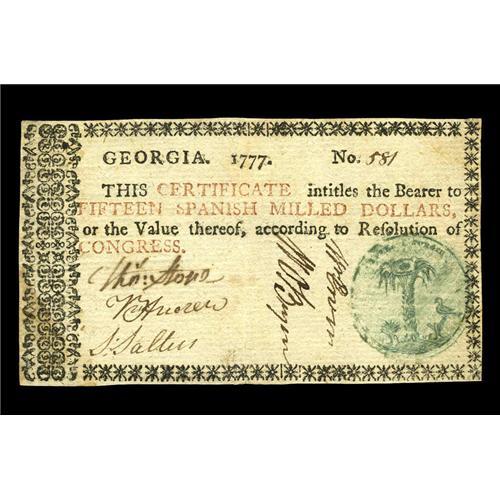 GEORGIA. 1777. No. 581
THIS CERTIFICATE intitles the Bearer to
FIFTEEN SPANISH MILLED DOLLARS,
or the Value thereof, according to Reſolution of
CONGRESS.